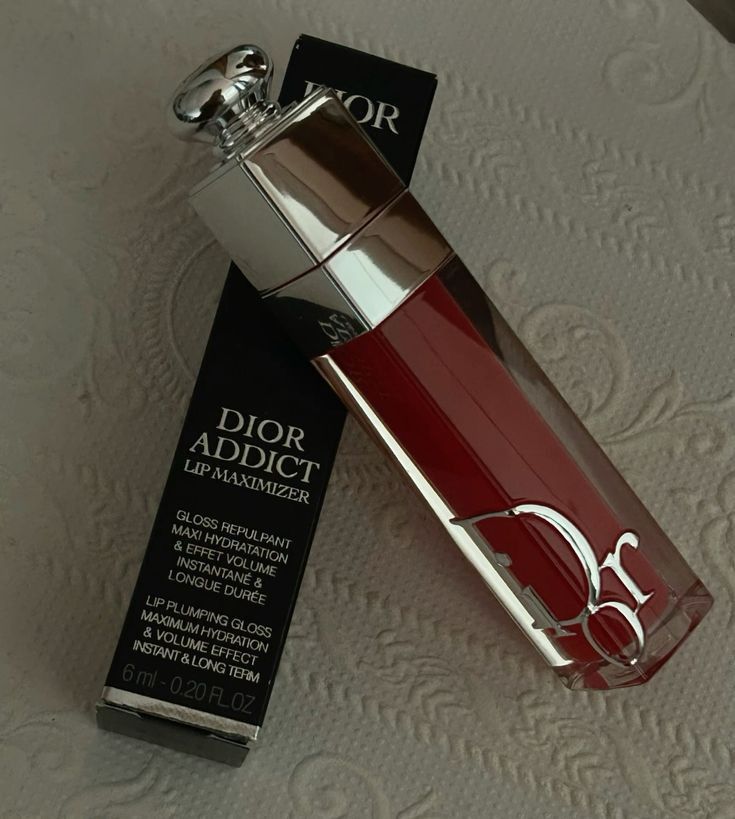 DIOR
DIOR
ADDICT
LIP MAXIMIZER
GLOSS REPULPANT
MAXI HYDRATATION
& EFFET VOLUME
INSTANTANÉ &
LONGUE DURÉE
LIP PLUMPING GLOSS
MAXIMUM HYDRATION
& VOLUME EFFECT
INSTANT & LONG TERM
6 ml - 0.20 FL.OZ
Dior